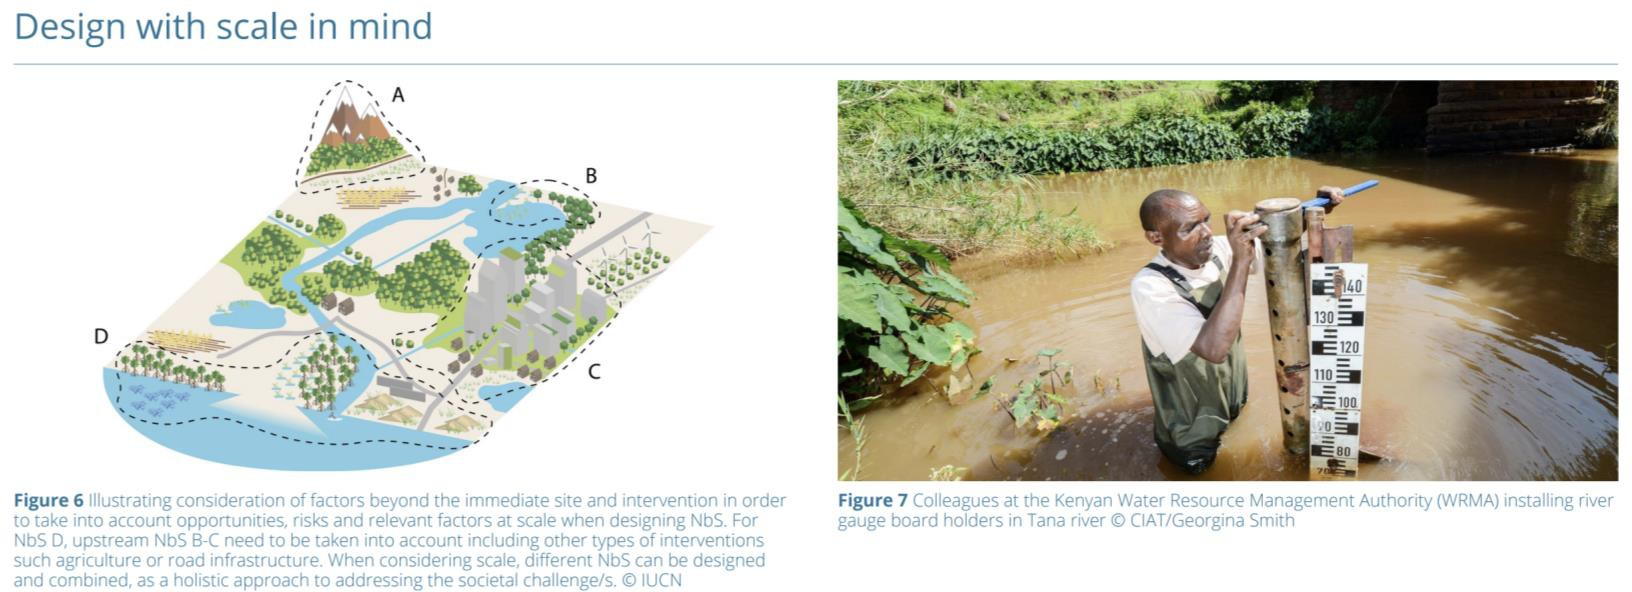 Design with scale in mind
A
B
C
D
Figure 6 Illustrating consideration of factors beyond the immediate site and intervention in order
to take into account opportunities, risks and relevant factors at scale when designing NbS. For
NbS D, upstream NbS B-C need to be taken into account including other types of interventions
such agriculture or road infrastructure. When considering scale, different NbS can be designed
and combined, as a holistic approach to addressing the societal challenge/s. © IUCN
140
130
120
110
100
90
80
70
Figure 7 Colleagues at the Kenyan Water Resource Management Authority (WRMA) installing river
gauge board holders in Tana river © CIAT/Georgina Smith